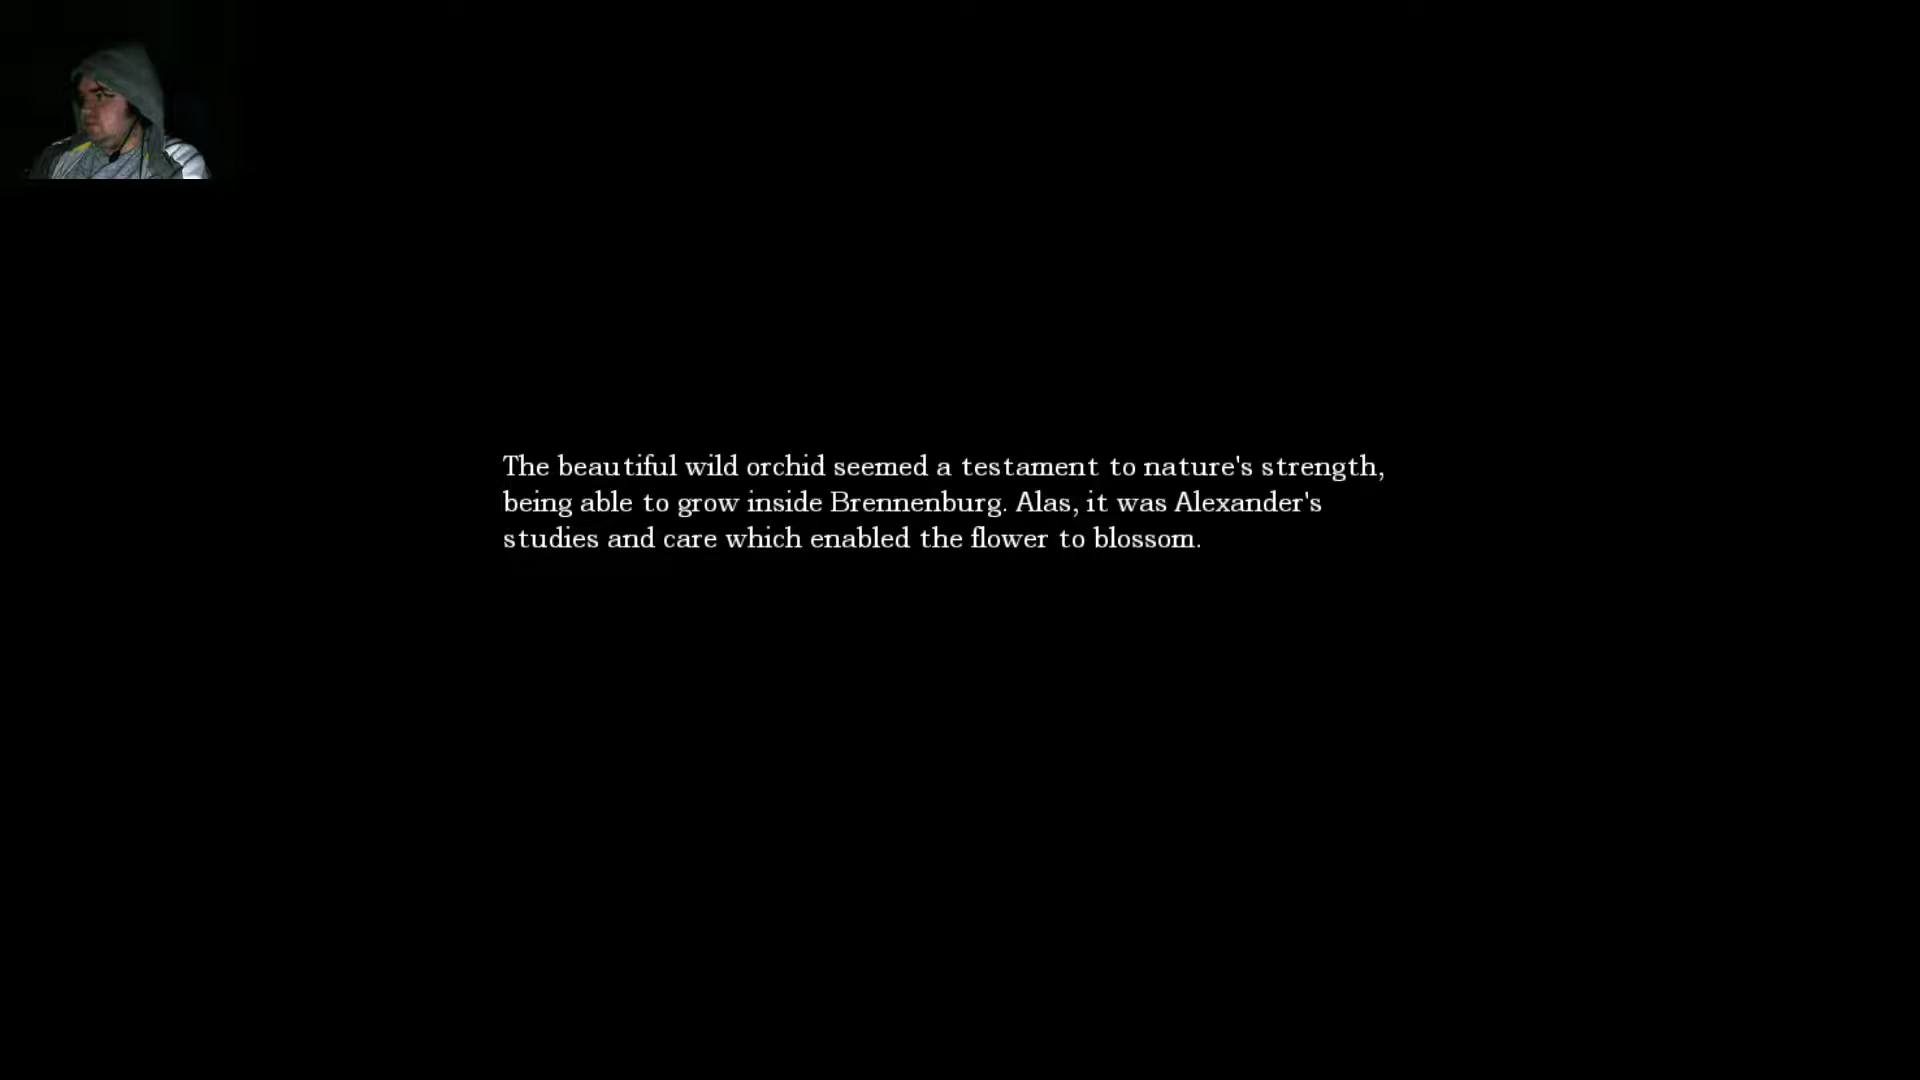 The beautiful wild orchid seemed a testament to nature's strength,
being able to grow inside Brennenburg. Alas, it was Alexander's
studies and care which enabled the flower to blossom.